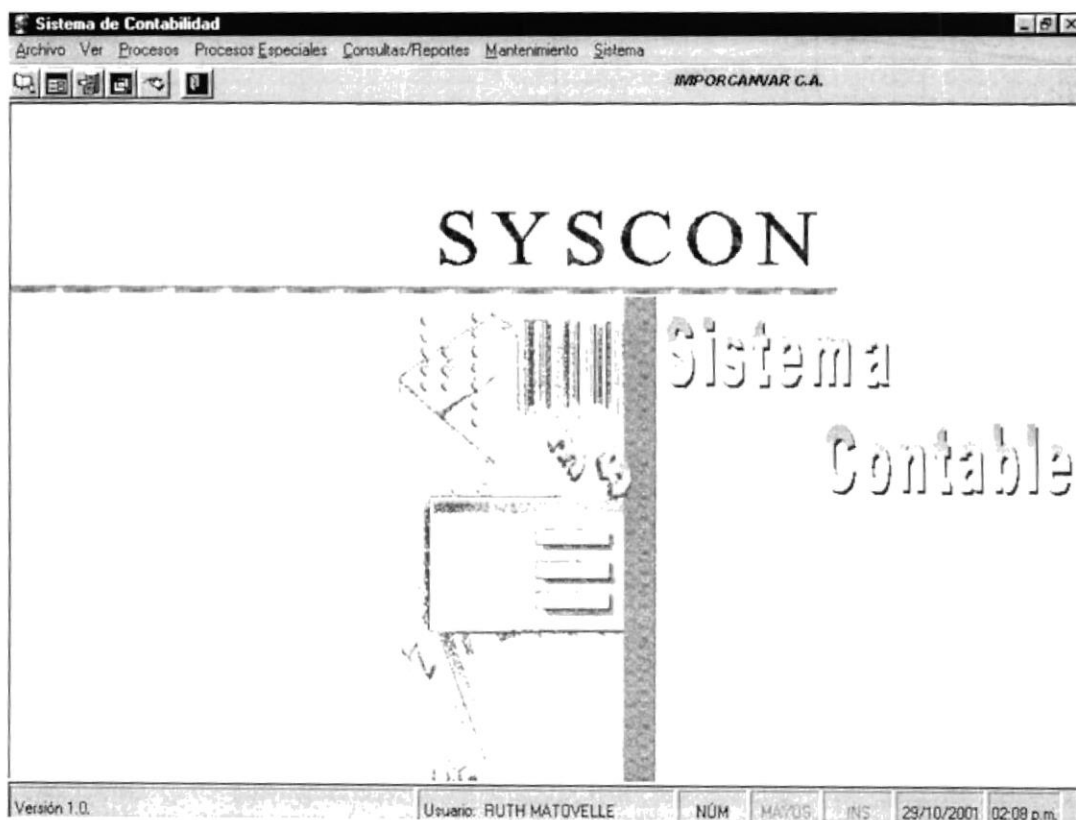 Sistema de Contabilidad
Archivo Ver Procesos Procesos Especiales Consultas/Reportes Mantenimiento Sistema
IMPORCANVAR C.A.
SYSCON
Sistema
Contable
Versión 1.0. Usuario: RUTH MATOVELLE NÚM MAYÚS INS 29/10/2001 02:08 p.m.